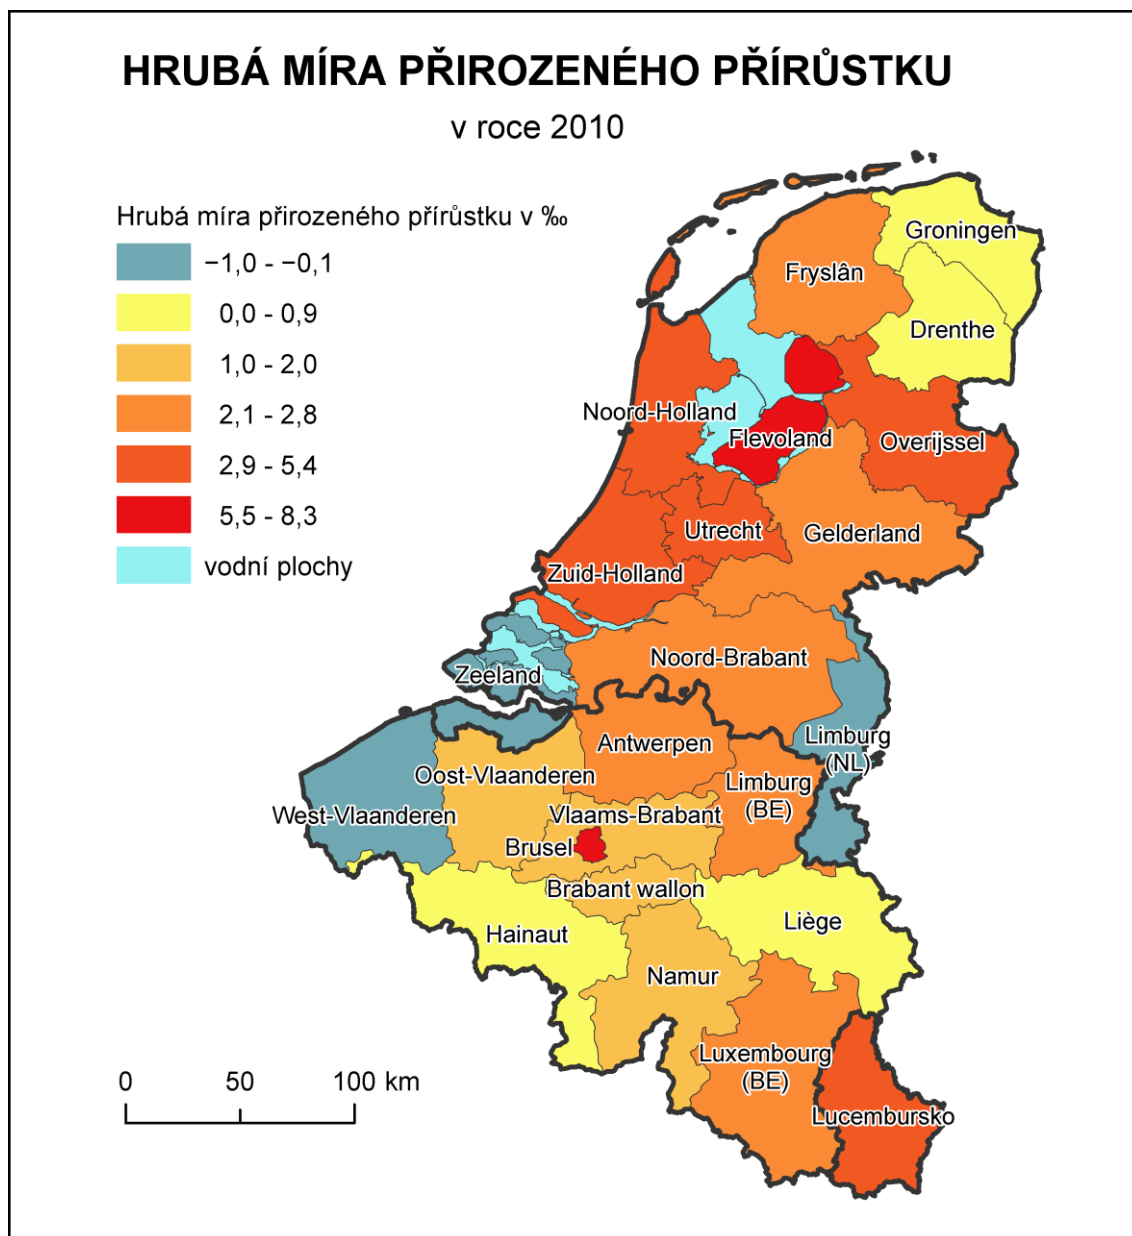 HRUBÁ MÍRA PŘIROZENÉHO PŘÍRŮSTKU
v roce 2010
Hrubá míra přirozeného přírůstku v ‰
−1,0 - −0,1
0,0 - 0,9
1,0 - 2,0
2,1 - 2,8
2,9 - 5,4
5,5 - 8,3
vodní plochy
Groningen
Fryslân
Drenthe
Noord-Holland
Flevoland
Overijssel
Utrecht
Gelderland
Zuid-Holland
Noord-Brabant
Zeeland
Limburg
(NL)
Antwerpen
Oost-Vlaanderen
Limburg
(BE)
West-Vlaanderen
Vlaams-Brabant
Brusel
Brabant wallon
Liège
Hainaut
Namur
Luxembourg
(BE)
Lucembursko
0 50 100 km